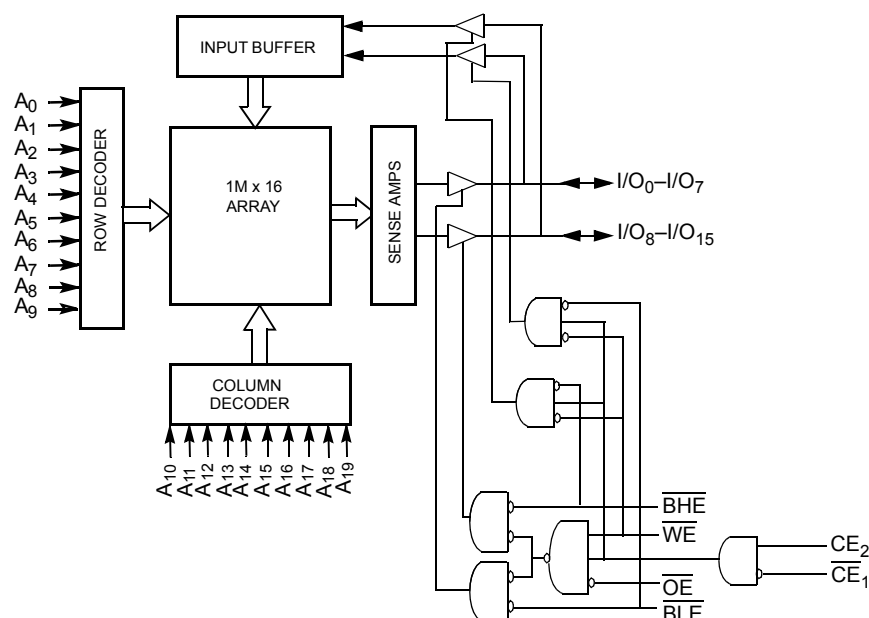 INPUT BUFFER
A0
A1
A2
A3
A4
A5
A6
A7
A8
A9
ROW DECODER
1M x 16
ARRAY
SENSE AMPS
I/O0–I/O7
I/O8–I/O15
COLUMN
DECODER
A10
A11
A12
A13
A14
A15
A16
A17
A18
A19
BHE
WE
CE2
CE1
OE
BLE